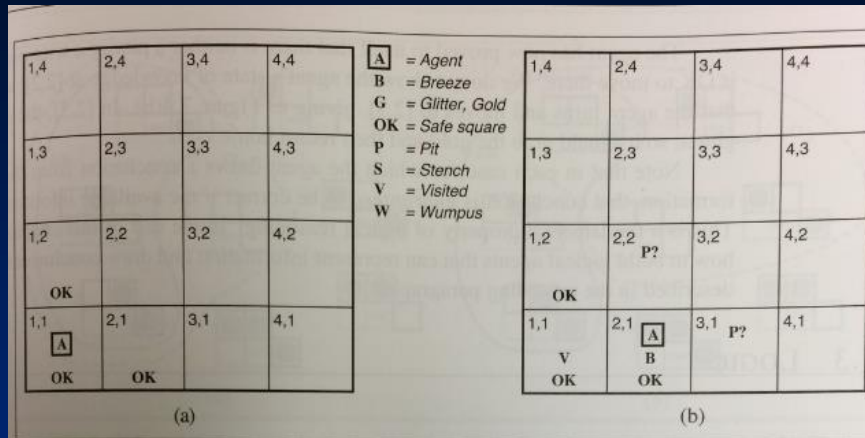 1,4 2,4 3,4 4,4
1,3 2,3 3,3 4,3
1,2 2,2 3,2 4,2
OK
1,1 2,1 3,1 4,1
A
OK OK
(a)
A = Agent
B = Breeze
G = Glitter, Gold
OK = Safe square
P = Pit
S = Stench
V = Visited
W = Wumpus
1,4 2,4 3,4 4,4
1,3 2,3 3,3 4,3
1,2 2,2 3,2 4,2
P?
OK
1,1 2,1 3,1 4,1
A P?
V B
OK OK
(b)